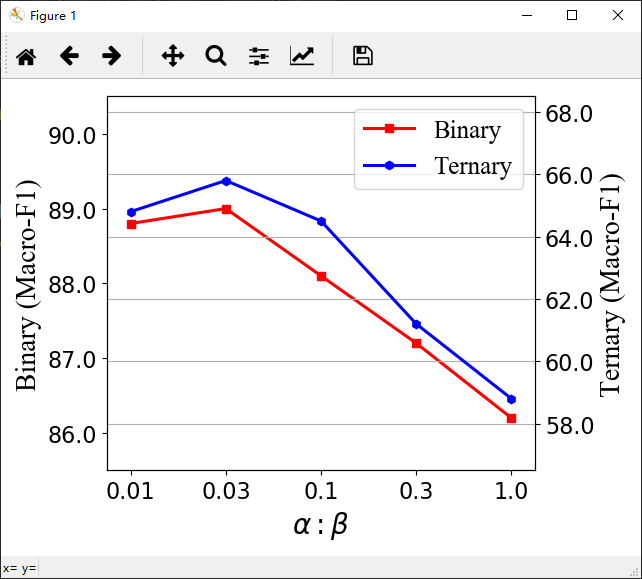 Figure 1
Binary
Ternary
90.0
89.0
88.0
87.0
86.0
Binary (Macro-F1)
68.0
66.0
64.0
62.0
60.0
58.0
Ternary (Macro-F1)
0.01 0.03 0.1 0.3 1.0
α : β
x= y=